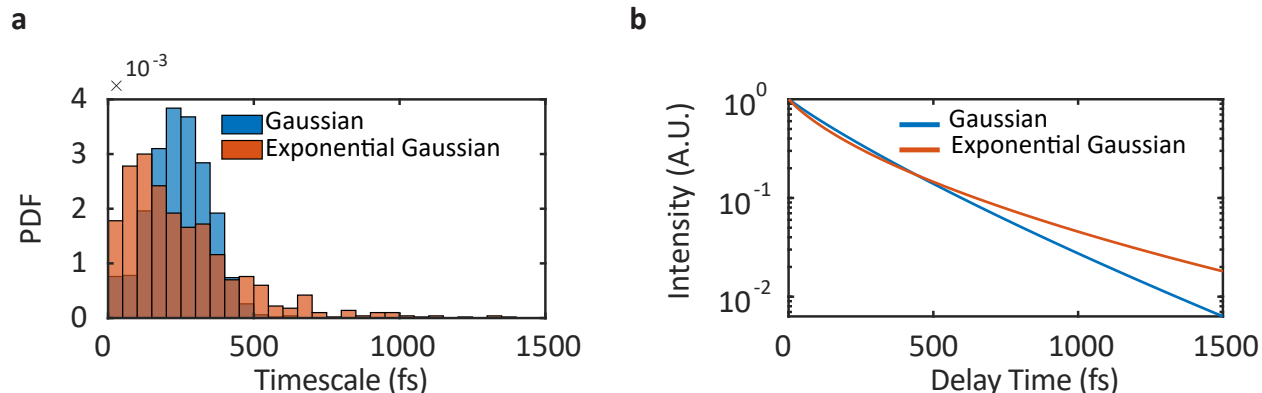 a
× 10⁻³
4
3
2
1
0
PDF
Gaussian
Exponential Gaussian
0 500 1000 1500
Timescale (fs)
b
10⁰
10⁻¹
10⁻²
Intensity (A.U.)
Gaussian
Exponential Gaussian
0 500 1000 1500
Delay Time (fs)